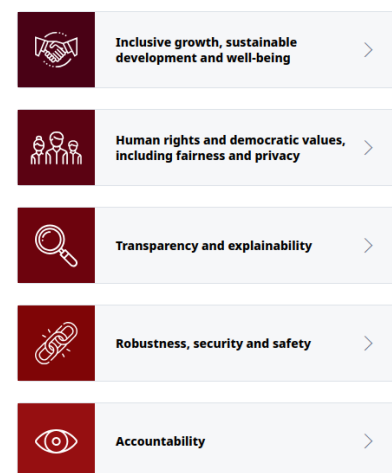 Inclusive growth, sustainable
development and well-being
Human rights and democratic values,
including fairness and privacy
Transparency and explainability
Robustness, security and safety
Accountability